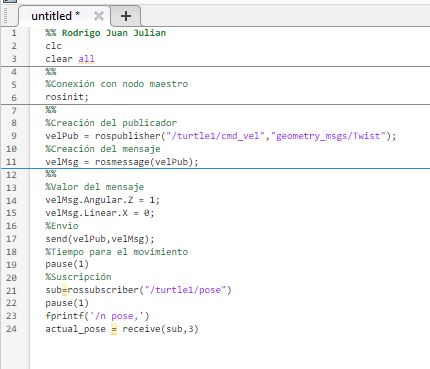 untitled *
1 %% Rodrigo Juan Julian
2 clc
3 clear all
4 %%
5 %Conexión con nodo maestro
6 rosinit;
7 %%
8 %Creación del publicador
9 velPub = rospublisher("/turtle1/cmd_vel","geometry_msgs/Twist");
10 %Creación del mensaje
11 velMsg = rosmessage(velPub);
12 %%
13 %Valor del mensaje
14 velMsg.Angular.Z = 1;
15 velMsg.Linear.X = 0;
16 %Envio
17 send(velPub,velMsg);
18 %Tiempo para el movimiento
19 pause(1)
20 %Suscripción
21 sub=rossubscriber("/turtle1/pose")
22 pause(1)
23 fprintf('/n pose,')
24 actual_pose = receive(sub,3)